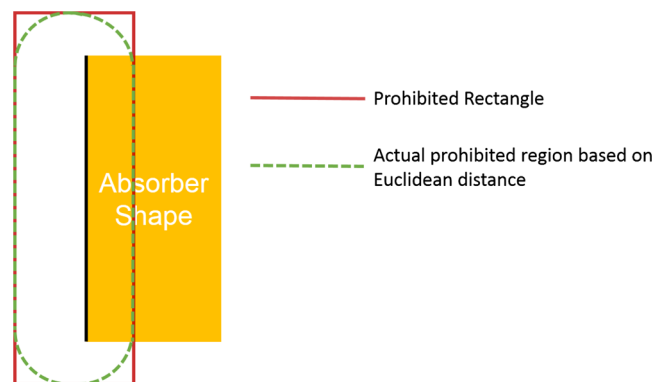 Absorber
Shape
Prohibited Rectangle
Actual prohibited region based on
Euclidean distance